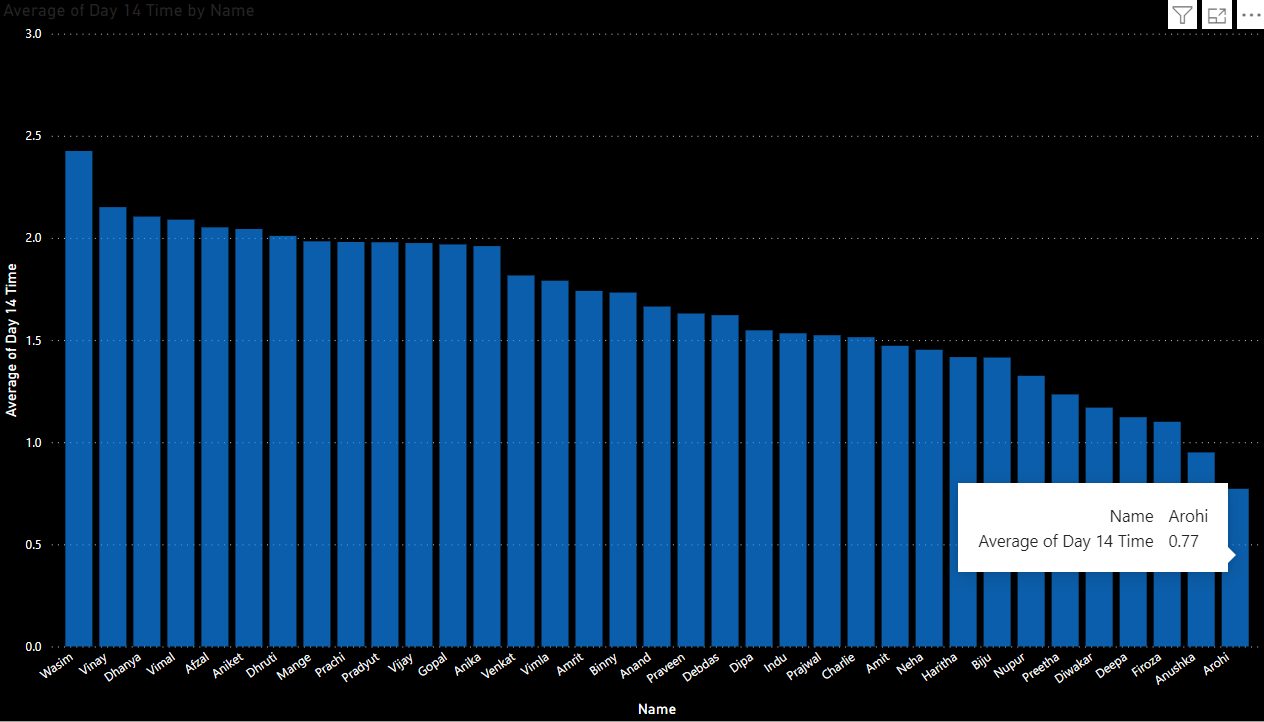 Average of Day 14 Time by Name
3.0
2.5
2.0
1.5
1.0
0.5
0.0
Average of Day 14 Time
Name Arohi
Average of Day 14 Time 0.77
Wasim
Vinay
Dhanya
Vimal
Afzal
Aniket
Dhruti
Mange
Prachi
Pradyut
Vijay
Gopal
Anika
Venkat
Vimla
Amrit
Binny
Anand
Praveen
Debdas
Dipa
Indu
Prajwal
Charlie
Amit
Neha
Haritha
Biju
Nupur
Preetha
Diwakar
Deepa
Firoza
Anushka
Arohi
Name